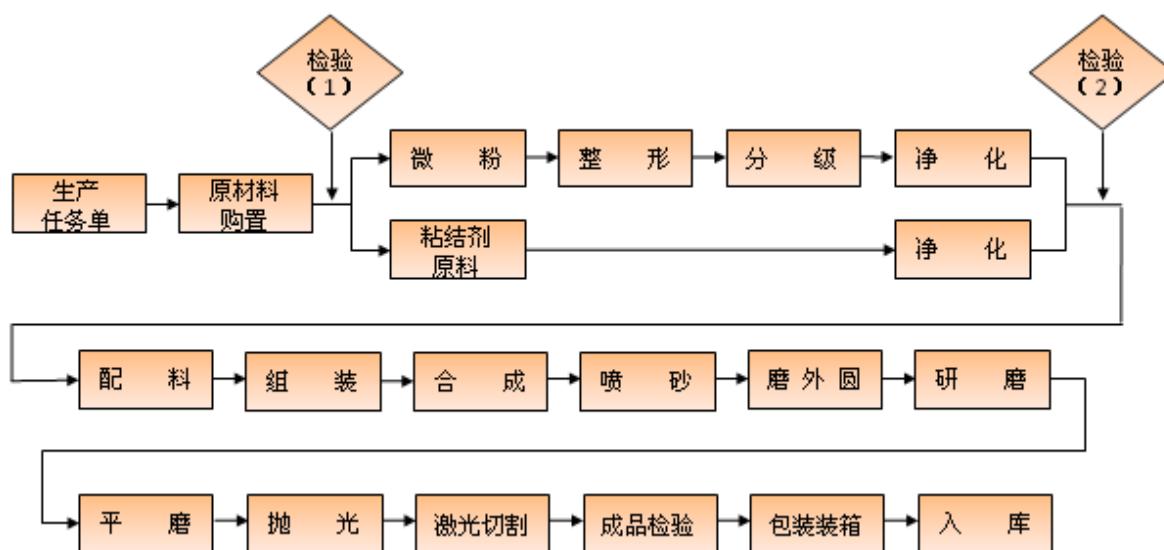 检验
（1）
检验
（2）
微 粉
整 形
分 级
净 化
生产
任务单
原材料
购置
粘结剂
原料
净 化
配 料
组 装
合 成
喷 砂
磨 外 圆
研 磨
平 磨
抛 光
激光切割
成品检验
包装装箱
入 库